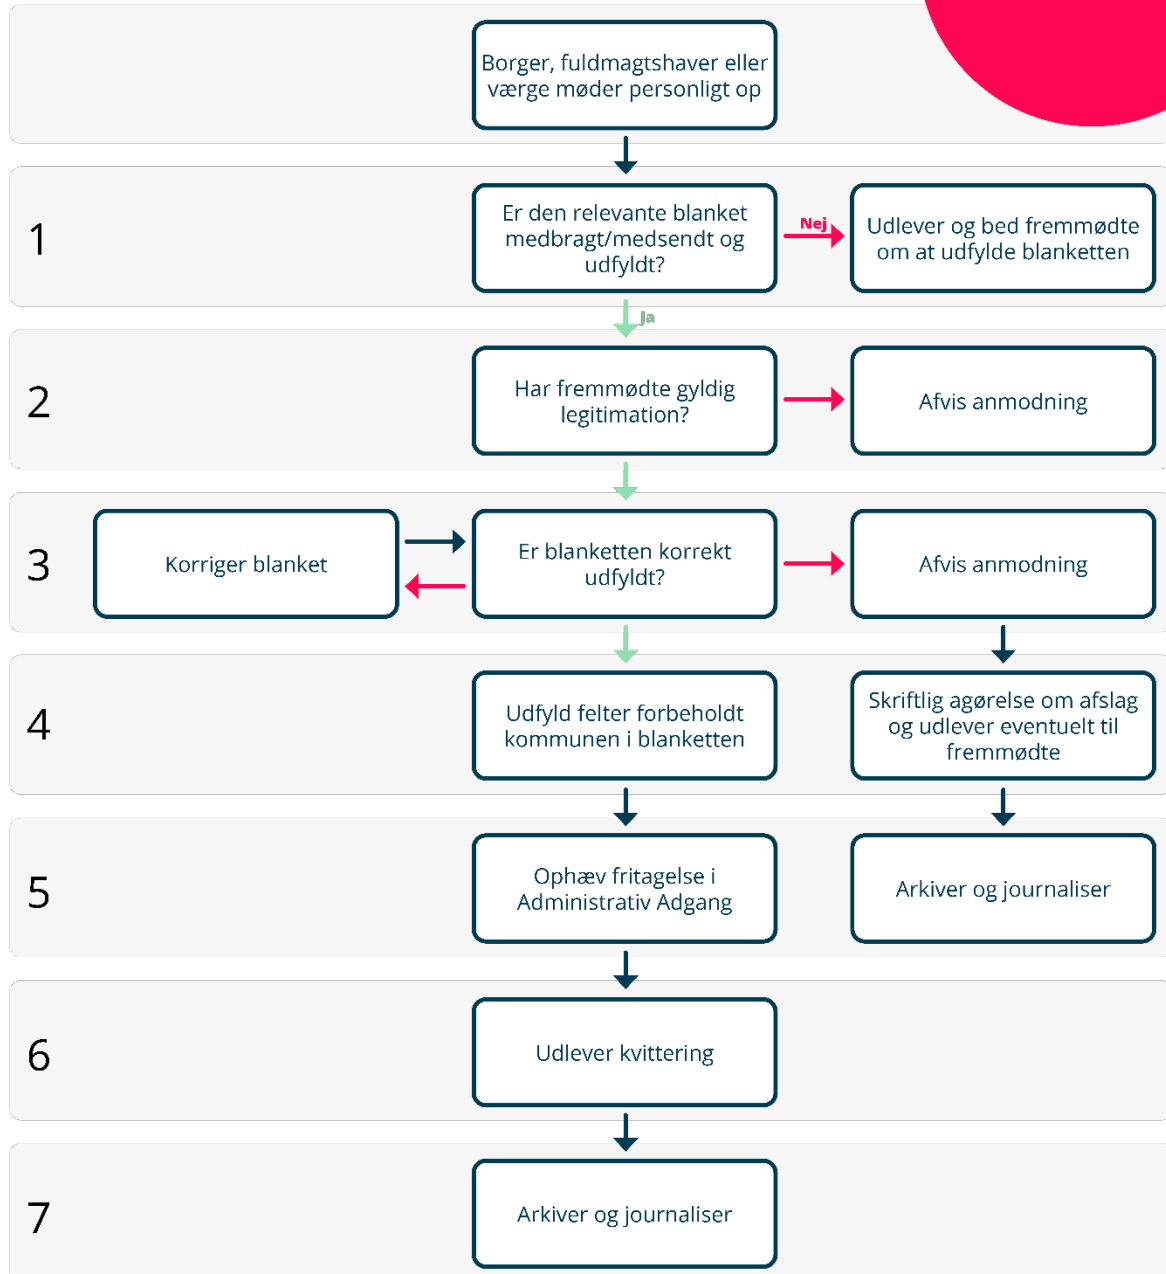 Borger, fuldmagtshaver eller
værge møder personligt op
1
Er den relevante blanket
medbragt/medsendt og
udfyldt?
Nej
Udlever og bed fremmødte
om at udfylde blanketten
Ja
2
Har fremmødte gyldig
legitimation?
Afvis anmodning
3
Korriger blanket
Er blanketten korrekt
udfyldt?
Afvis anmodning
4
Udfyld felter forbeholdt
kommunen i blanketten
Skriftlig agørelse om afslag
og udlever eventuelt til
fremmødte
5
Ophæv fritagelse i
Administrativ Adgang
Arkiver og journaliser
6
Udlever kvittering
7
Arkiver og journaliser